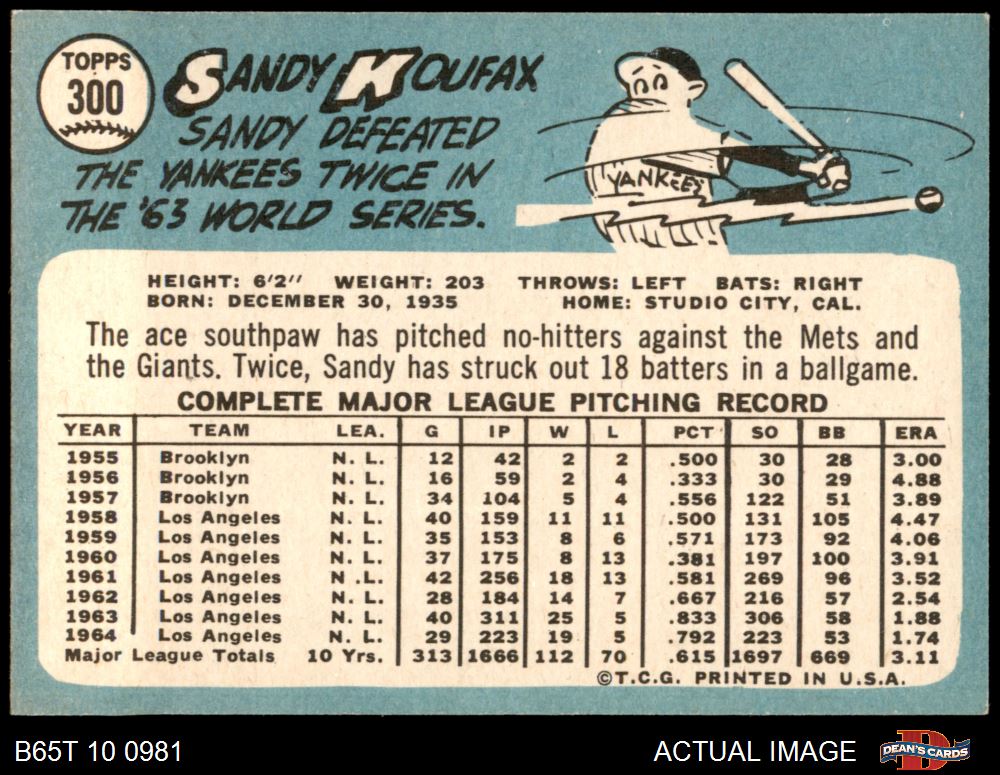 TOPPS
300
SANDY KOUFAX
SANDY DEFEATED
THE YANKEES TWICE IN
THE '63 WORLD SERIES.
YANKEES
HEIGHT: 6'2" WEIGHT: 203 THROWS: LEFT BATS: RIGHT
BORN: DECEMBER 30, 1935 HOME: STUDIO CITY, CAL.
The ace southpaw has pitched no-hitters against the Mets and
the Giants. Twice, Sandy has struck out 18 batters in a ballgame.
COMPLETE MAJOR LEAGUE PITCHING RECORD
YEAR TEAM LEA. G IP W L PCT SO BB ERA
1955 Brooklyn N. L. 12 42 2 2 .500 30 28 3.00
1956 Brooklyn N. L. 16 59 2 4 .333 30 29 4.88
1957 Brooklyn N. L. 34 104 5 4 .556 122 51 3.89
1958 Los Angeles N. L. 40 159 11 11 .500 131 105 4.47
1959 Los Angeles N. L. 35 153 8 6 .571 173 92 4.06
1960 Los Angeles N. L. 37 175 8 13 .381 197 100 3.91
1961 Los Angeles N .L. 42 256 18 13 .581 269 96 3.52
1962 Los Angeles N. L. 28 184 14 7 .667 216 57 2.54
1963 Los Angeles N. L. 40 311 25 5 .833 306 58 1.88
1964 Los Angeles N. L. 29 223 19 5 .792 223 53 1.74
Major League Totals 10 Yrs. 313 1666 112 70 .615 1697 669 3.11
©T.C.G. PRINTED IN U.S.A.
B65T 10 0981 ACTUAL IMAGE DEAN'S CARDS